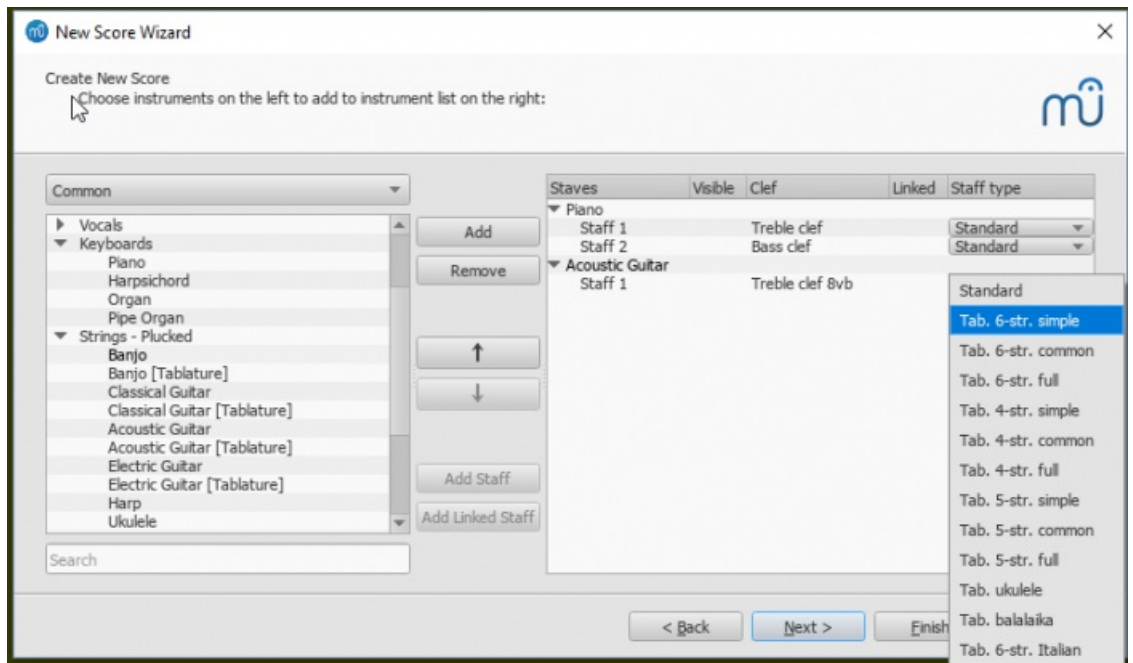 New Score Wizard
Create New Score
Choose instruments on the left to add to instrument list on the right:
Common
Vocals
Keyboards
Piano
Harpsichord
Organ
Pipe Organ
Strings - Plucked
Banjo
Banjo [Tablature]
Classical Guitar
Classical Guitar [Tablature]
Acoustic Guitar
Acoustic Guitar [Tablature]
Electric Guitar
Electric Guitar [Tablature]
Harp
Ukulele
Search
Add
Remove
Add Staff
Add Linked Staff
Staves Visible Clef Linked Staff type
Piano
Staff 1 Treble clef Standard
Staff 2 Bass clef Standard
Acoustic Guitar
Staff 1 Treble clef 8vb
Standard
Tab. 6-str. simple
Tab. 6-str. common
Tab. 6-str. full
Tab. 4-str. simple
Tab. 4-str. common
Tab. 4-str. full
Tab. 5-str. simple
Tab. 5-str. common
Tab. 5-str. full
Tab. ukulele
Tab. balalaika
Tab. 6-str. Italian
< Back Next > Finish